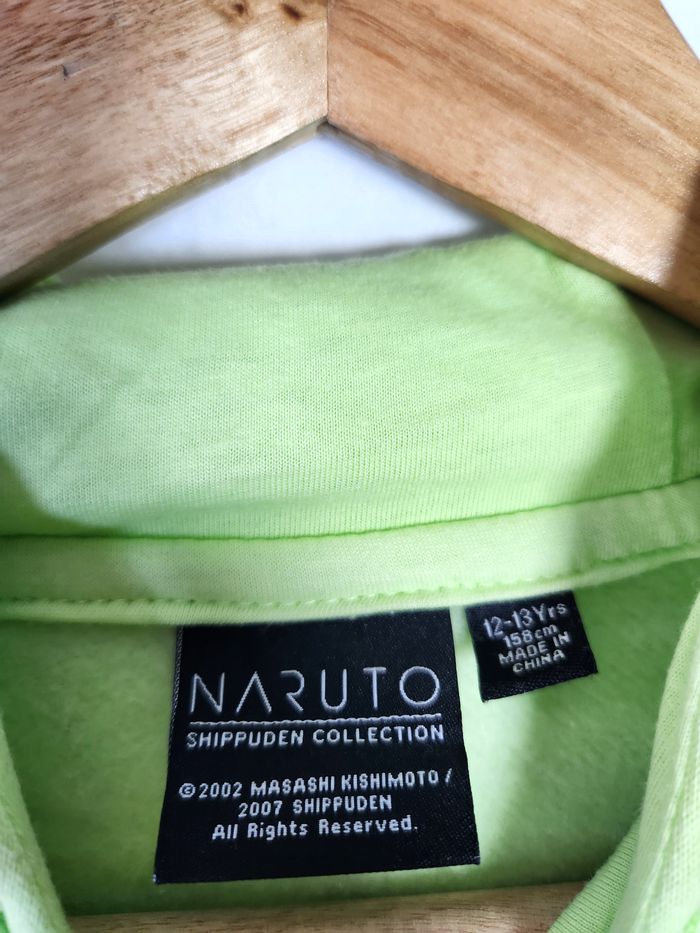 NARUTO
SHIPPUDEN COLLECTION
©2002 MASASHI KISHIMOTO /
2007 SHIPPUDEN
All Rights Reserved.
12-13Yrs
158cm
MADE IN
CHINA